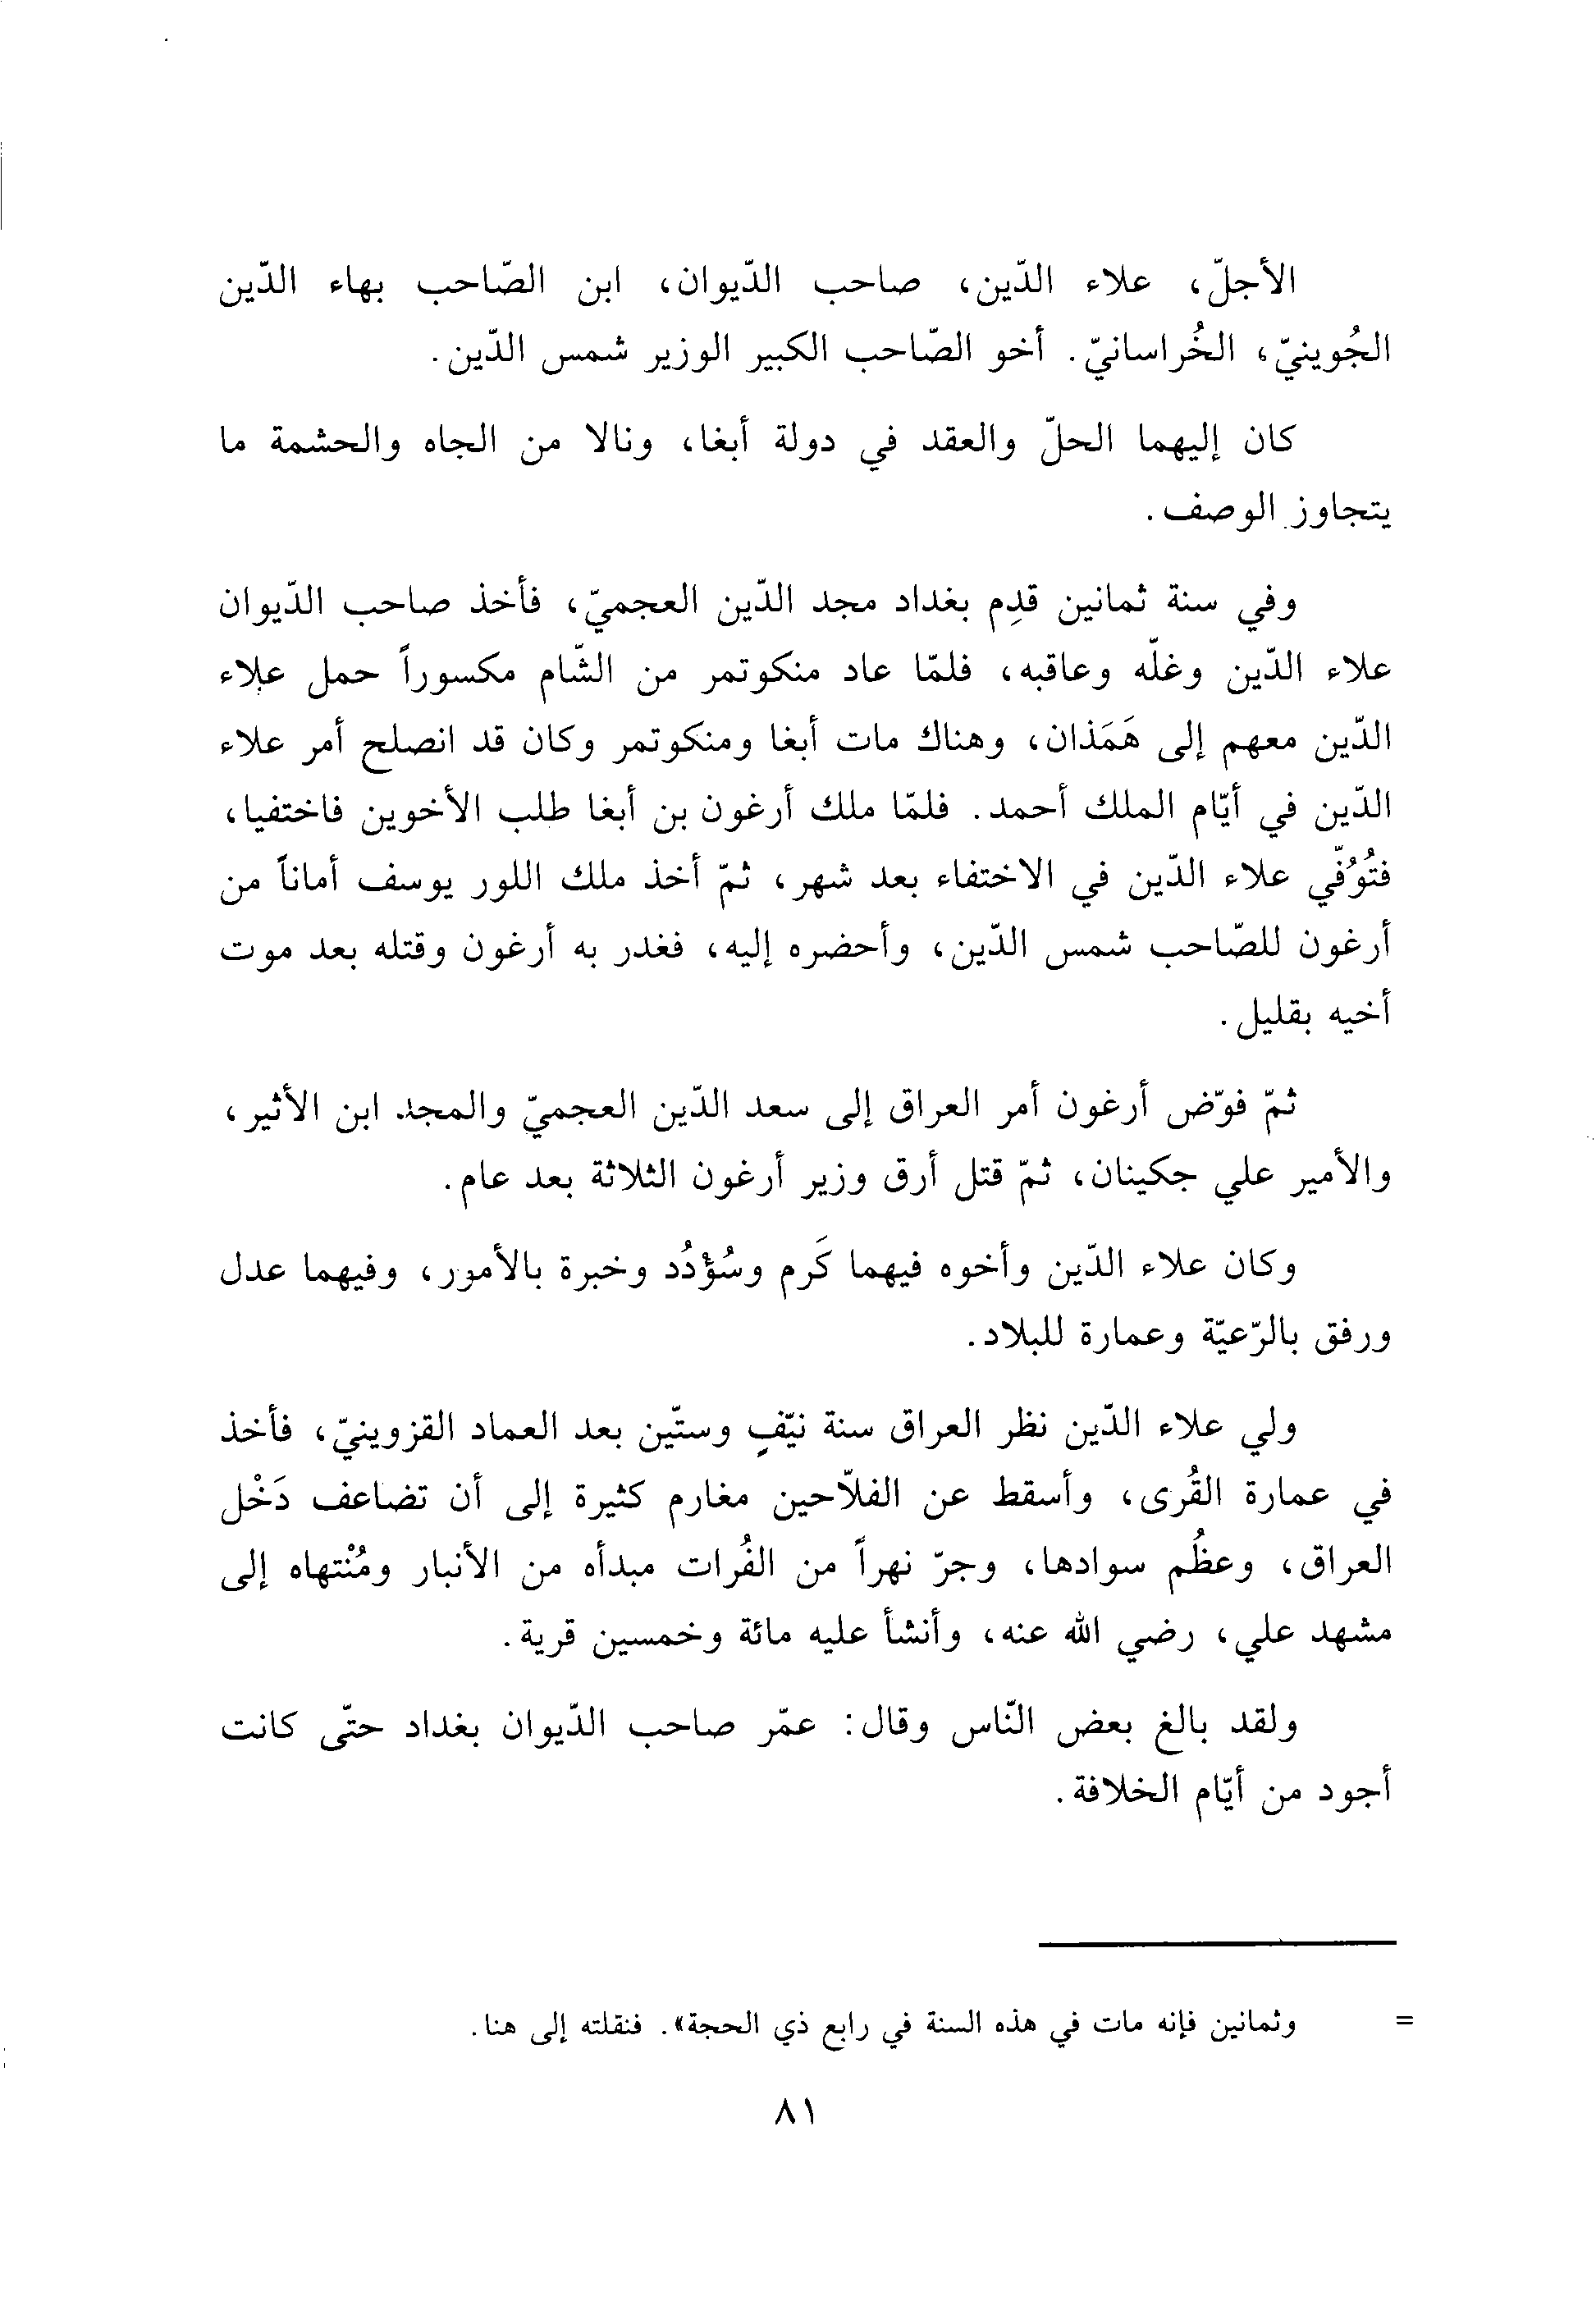 الأجلّ، علاء الدّين، صاحب الدّيوان، ابن الصّاحب بهاء الدّين
الجُوينيّ، الخُراسانيّ. أخو الصّاحب الكبير الوزير شمس الدّين.
كان إليهما الحلّ والعقد في دولة أبغا، ونالا من الجاه والحشمة ما
يتجاوز الوصف.
وفي سنة ثمانين قدِم بغداد مجد الدّين العجميّ، فأخذ صاحب الدّيوان
علاء الدّين وغلّه وعاقبه، فلمّا عاد منكوتمر من الشّام مكسوراً حمل علاء
الدّين معهم إلى هَمَذان، وهناك مات أبغا ومنكوتمر وكان قد انصلح أمر علاء
الدّين في أيّام الملك أحمد. فلمّا ملك أرغون بن أبغا طلب الأخوين فاختفيا،
فتُوُفّي علاء الدّين في الاختفاء بعد شهر، ثمّ أخذ ملك اللور يوسف أماناً من
أرغون للصّاحب شمس الدّين، وأحضره إليه، فغدر به أرغون وقتله بعد موت
أخيه بقليل.
ثمّ فوّض أرغون أمر العراق إلى سعد الدّين العجميّ والمجد ابن الأثير،
والأمير علي جكينان، ثمّ قتل أرق وزير أرغون الثلاثة بعد عام.
وكان علاء الدّين وأخوه فيهما كَرم وسُؤْدُد وخبرة بالأمور، وفيهما عدل
ورفق بالرّعيّة وعمارة للبلاد.
ولي علاء الدّين نظر العراق سنة نيّفٍ وستّين بعد العماد القزوينيّ، فأخذ
في عمارة القُرى، وأسقط عن الفلاّحين مغارم كثيرة إلى أن تضاعف دَخْل
العراق، وعظُم سوادها، وجرّ نهراً من الفُرات مبدأه من الأنبار ومُنْتهاه إلى
مشهد علي، رضي الله عنه، وأنشأ عليه مائة وخمسين قرية.
ولقد بالغ بعض النّاس وقال: عمّر صاحب الدّيوان بغداد حتّى كانت
أجود من أيّام الخلافة.
= وثمانين فإنه مات في هذه السنة في رابع ذي الحجة». فنقلته إلى هنا.
٨١